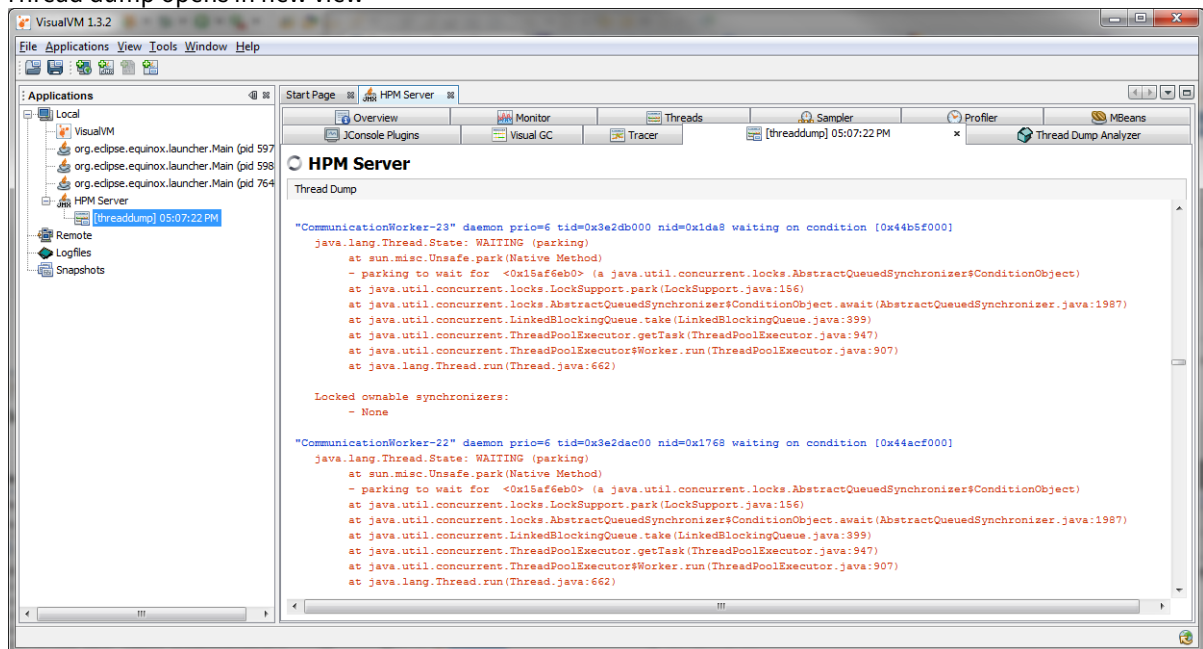 Thread dump opens in new view
VisualVM 1.3.2
File Applications View Tools Window Help
Applications
Local
VisualVM
org.eclipse.equinox.launcher.Main (pid 597
org.eclipse.equinox.launcher.Main (pid 598
org.eclipse.equinox.launcher.Main (pid 764
HPM Server
[threaddump] 05:07:22 PM
Remote
Logfiles
Snapshots
Start Page HPM Server
Overview Monitor Threads Sampler Profiler MBeans
JConsole Plugins Visual GC Tracer [threaddump] 05:07:22 PM Thread Dump Analyzer
HPM Server
Thread Dump
"CommunicationWorker-23" daemon prio=6 tid=0x3e2db000 nid=0x1da8 waiting on condition [0x44b5f000]
java.lang.Thread.State: WAITING (parking)
at sun.misc.Unsafe.park(Native Method)
- parking to wait for <0x15af6eb0> (a java.util.concurrent.locks.AbstractQueuedSynchronizer$ConditionObject)
at java.util.concurrent.locks.LockSupport.park(LockSupport.java:156)
at java.util.concurrent.locks.AbstractQueuedSynchronizer$ConditionObject.await(AbstractQueuedSynchronizer.java:1987)
at java.util.concurrent.LinkedBlockingQueue.take(LinkedBlockingQueue.java:399)
at java.util.concurrent.ThreadPoolExecutor.getTask(ThreadPoolExecutor.java:947)
at java.util.concurrent.ThreadPoolExecutor$Worker.run(ThreadPoolExecutor.java:907)
at java.lang.Thread.run(Thread.java:662)
Locked ownable synchronizers:
- None
"CommunicationWorker-22" daemon prio=6 tid=0x3e2dac00 nid=0x1768 waiting on condition [0x44acf000]
java.lang.Thread.State: WAITING (parking)
at sun.misc.Unsafe.park(Native Method)
- parking to wait for <0x15af6eb0> (a java.util.concurrent.locks.AbstractQueuedSynchronizer$ConditionObject)
at java.util.concurrent.locks.LockSupport.park(LockSupport.java:156)
at java.util.concurrent.locks.AbstractQueuedSynchronizer$ConditionObject.await(AbstractQueuedSynchronizer.java:1987)
at java.util.concurrent.LinkedBlockingQueue.take(LinkedBlockingQueue.java:399)
at java.util.concurrent.ThreadPoolExecutor.getTask(ThreadPoolExecutor.java:947)
at java.util.concurrent.ThreadPoolExecutor$Worker.run(ThreadPoolExecutor.java:907)
at java.lang.Thread.run(Thread.java:662)